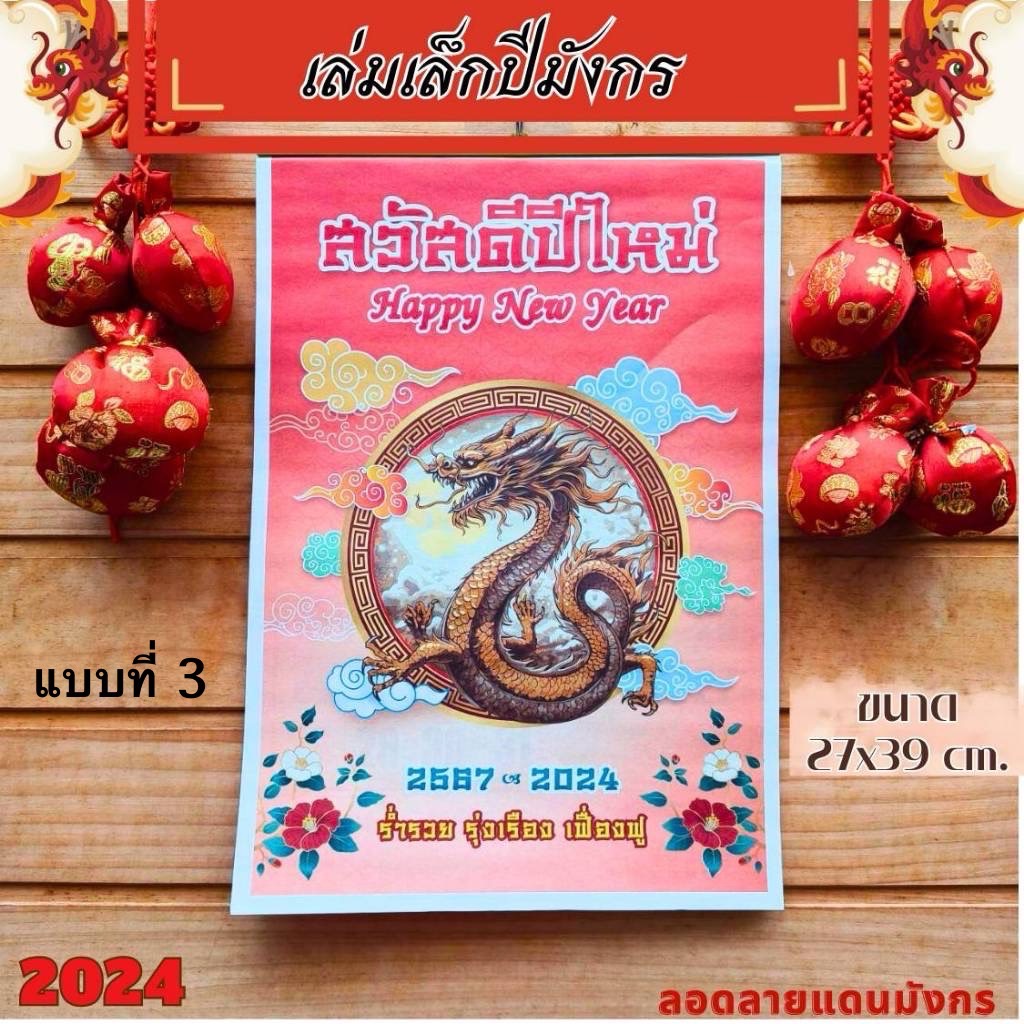 เล่มเล็กปีมังกร
สวัสดีปีใหม่
Happy New Year
แบบที่ 3
ขนาด
27x39 cm.
2567 ๛ 2024
ร่ำรวย รุ่งเรือง เฟื่องฟู
2024
ลอดลายแดนมังกร